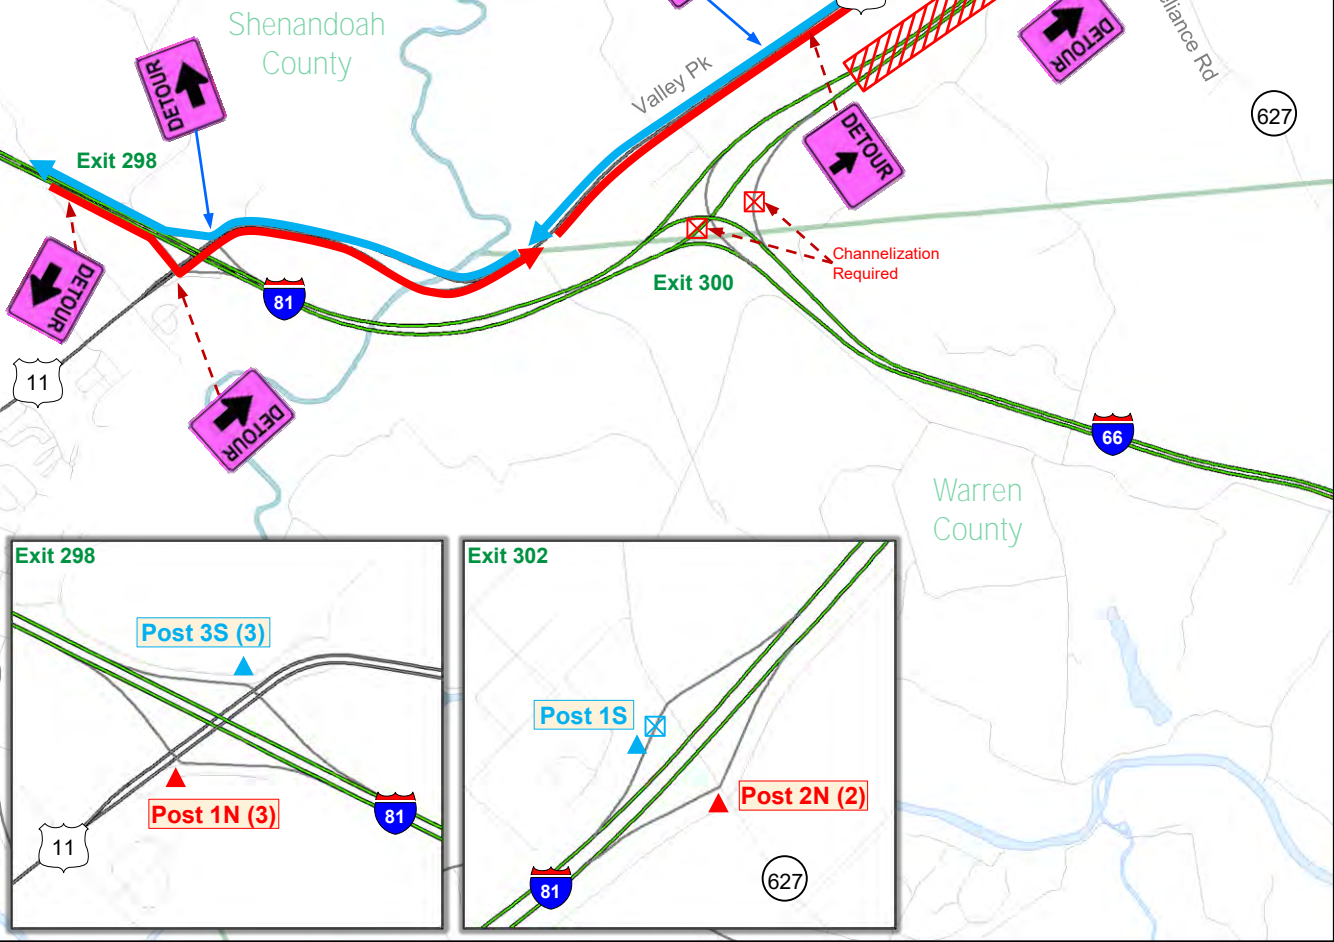 Shenandoah
County
DETOUR
Valley Pk
DETOUR
eliance Rd
627
Exit 298
DETOUR
DETOUR
81
Exit 300
Channelization
Required
11
DETOUR
66
Warren
County
Exit 298
Post 3S (3)
Post 1N (3)
81
11
Exit 302
Post 1S
Post 2N (2)
81
627